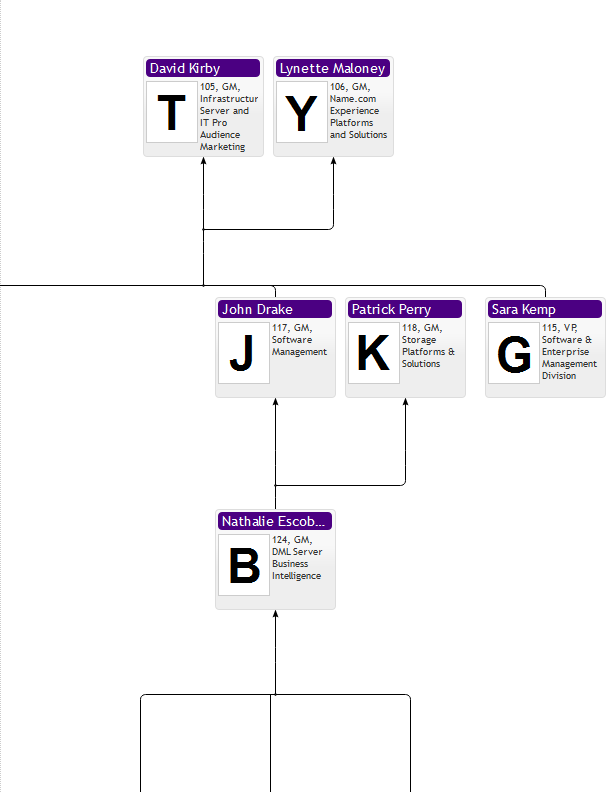 David Kirby
T
105, GM,
Infrastructur
Server and
IT Pro
Audience
Marketing
Lynette Maloney
Y
106, GM,
Name.com
Experience
Platforms
and Solutions
John Drake
J
117, GM,
Software
Management
Patrick Perry
K
118, GM,
Storage
Platforms &
Solutions
Sara Kemp
G
115, VP,
Software &
Enterprise
Management
Division
Nathalie Escob...
B
124, GM,
DML Server
Business
Intelligence